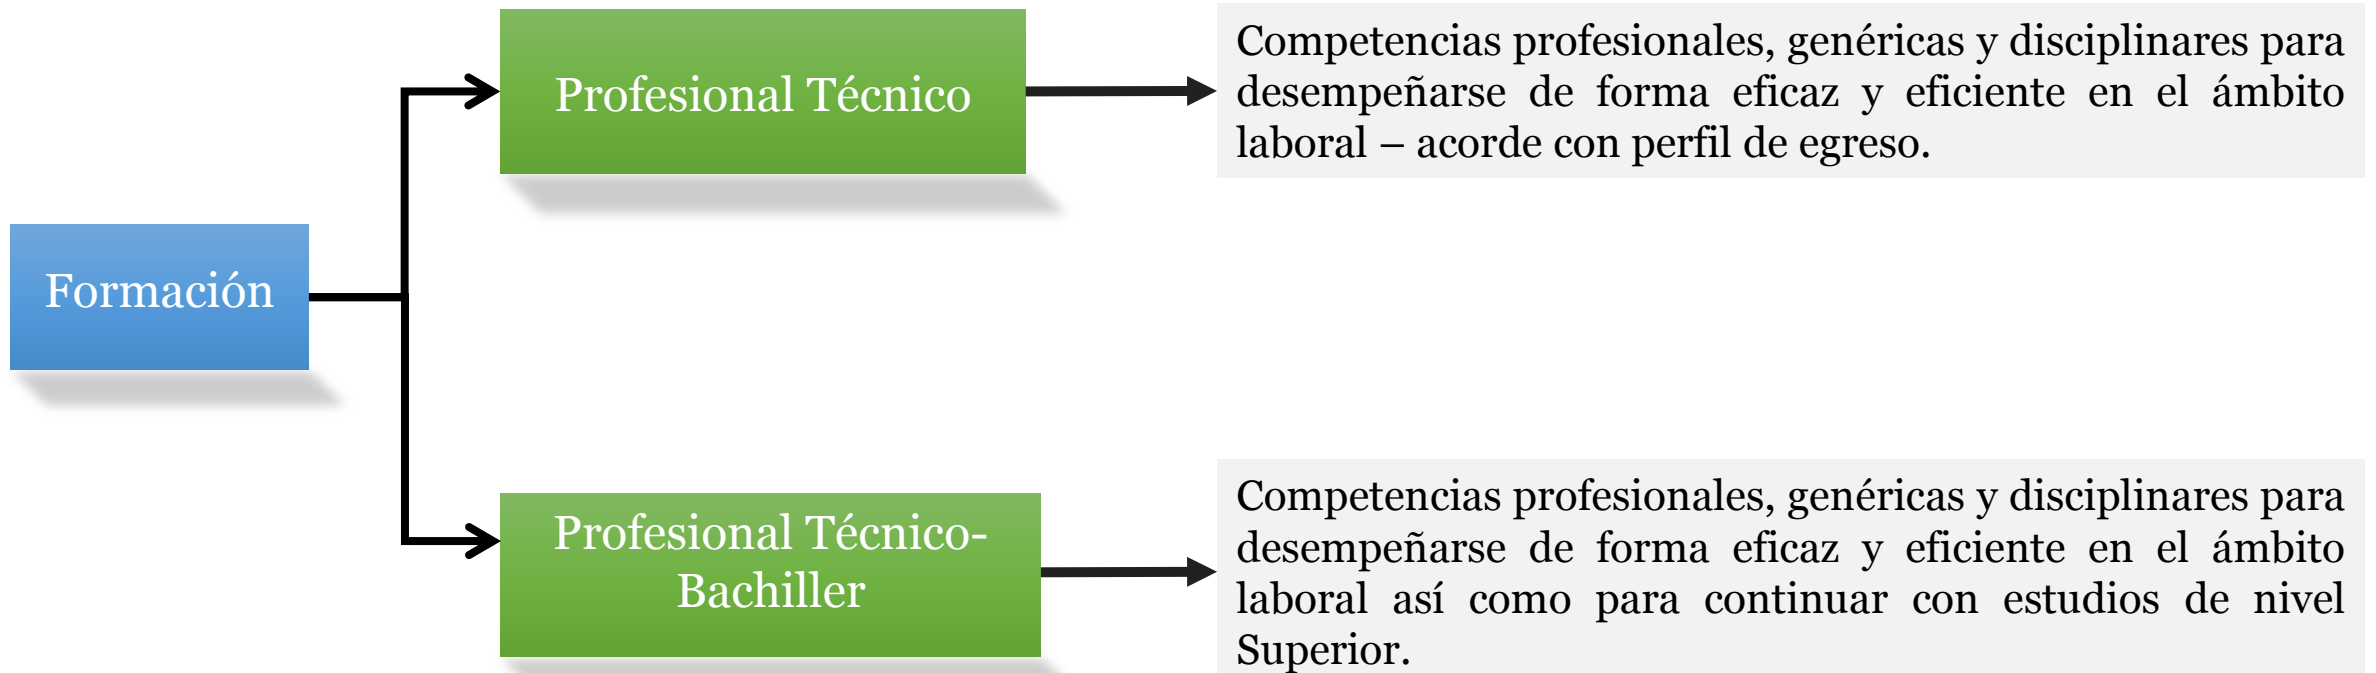 Formación
Profesional Técnico
Competencias profesionales, genéricas y disciplinares para
desempeñarse de forma eficaz y eficiente en el ámbito
laboral – acorde con perfil de egreso.
Profesional Técnico-
Bachiller
Competencias profesionales, genéricas y disciplinares para
desempeñarse de forma eficaz y eficiente en el ámbito
laboral así como para continuar con estudios de nivel
Superior.